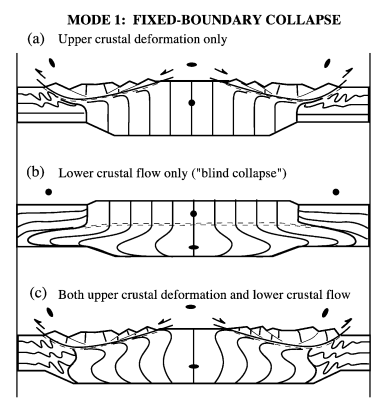 MODE 1: FIXED-BOUNDARY COLLAPSE
(a) Upper crustal deformation only
(b) Lower crustal flow only ("blind collapse")
(c) Both upper crustal deformation and lower crustal flow